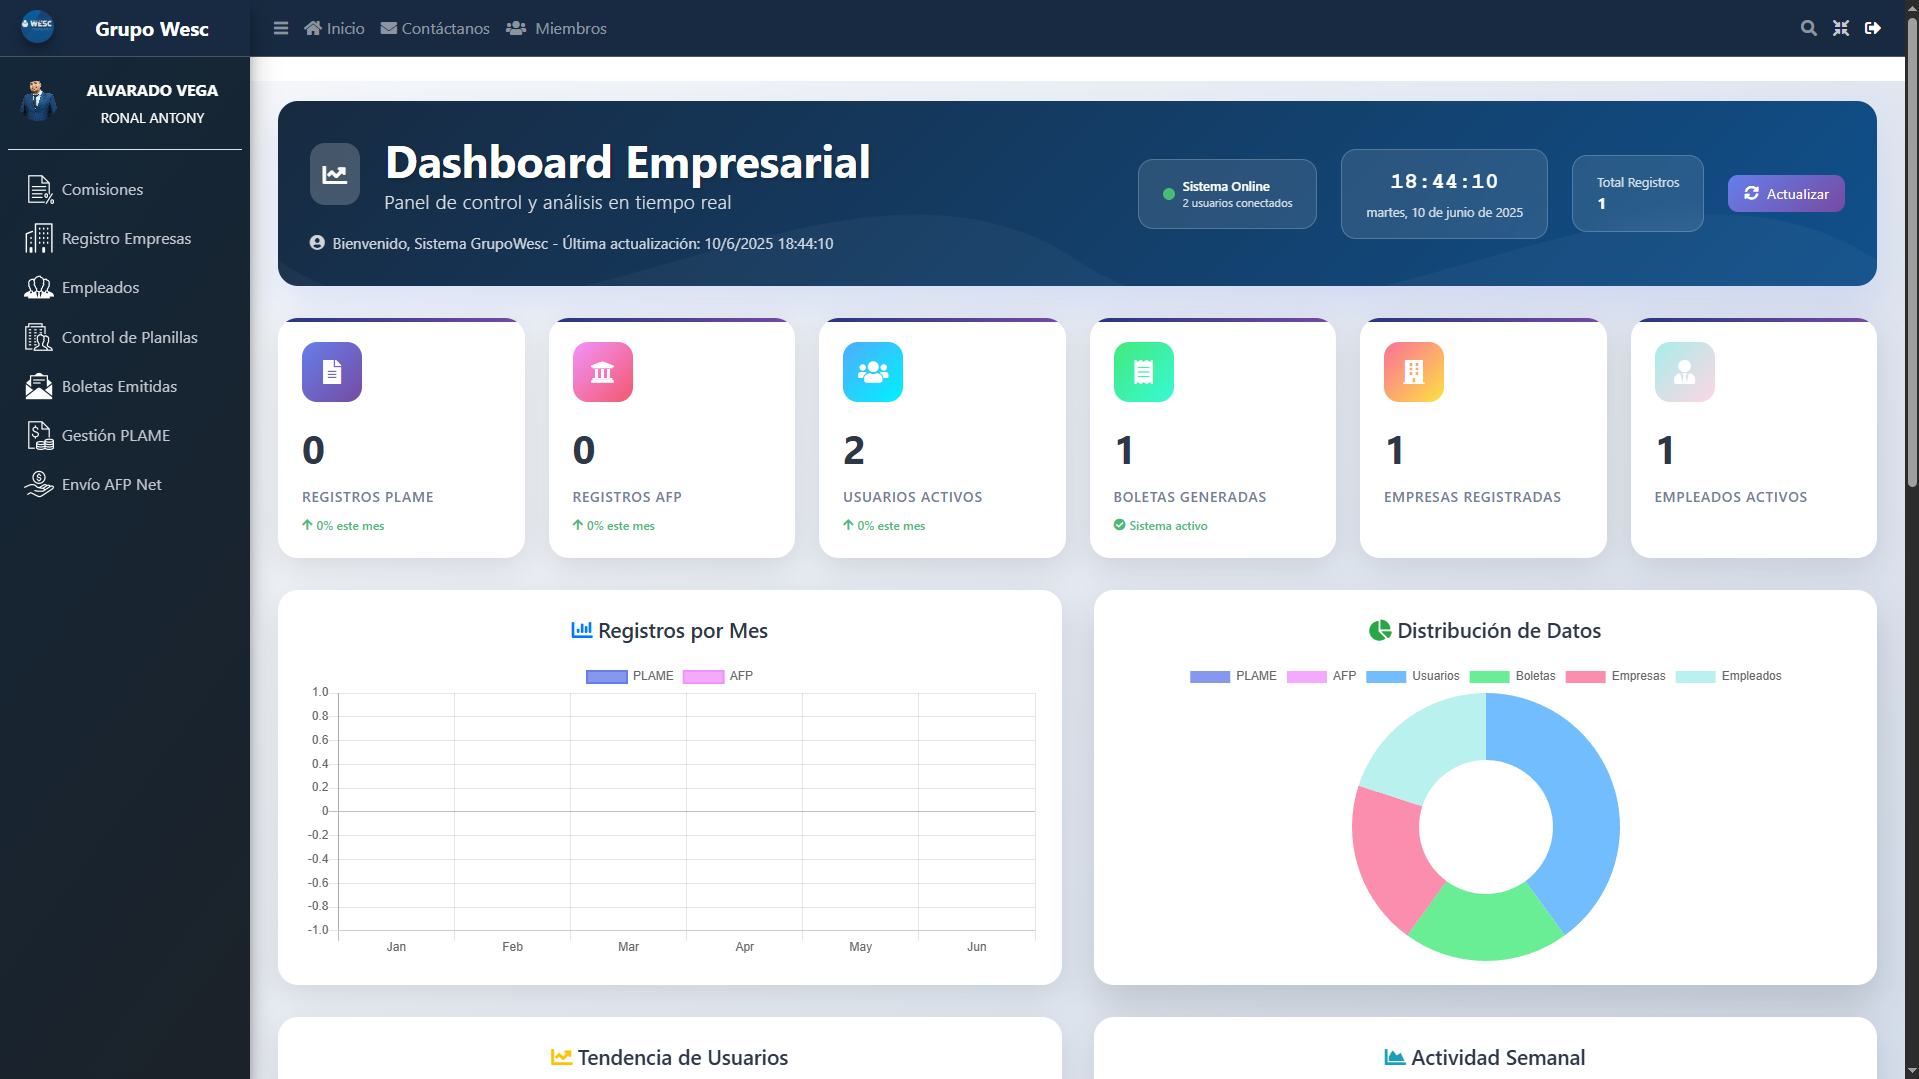 WESC
Grupo Wesc
Inicio
Contáctanos
Miembros
ALVARADO VEGA
RONAL ANTONY
Comisiones
Registro Empresas
Empleados
Control de Planillas
Boletas Emitidas
Gestión PLAME
Envío AFP Net
Dashboard Empresarial
Panel de control y análisis en tiempo real
Bienvenido, Sistema GrupoWesc - Última actualización: 10/6/2025 18:44:10
Sistema Online
2 usuarios conectados
18:44:10
martes, 10 de junio de 2025
Total Registros
1
Actualizar
0
REGISTROS PLAME
0% este mes
0
REGISTROS AFP
0% este mes
2
USUARIOS ACTIVOS
0% este mes
1
BOLETAS GENERADAS
Sistema activo
1
EMPRESAS REGISTRADAS
1
EMPLEADOS ACTIVOS
Registros por Mes
PLAME AFP
1.0
0.8
0.6
0.4
0.2
0
-0.2
-0.4
-0.6
-0.8
-1.0
Jan Feb Mar Apr May Jun
Distribución de Datos
PLAME AFP Usuarios Boletas Empresas Empleados
Tendencia de Usuarios
Actividad Semanal